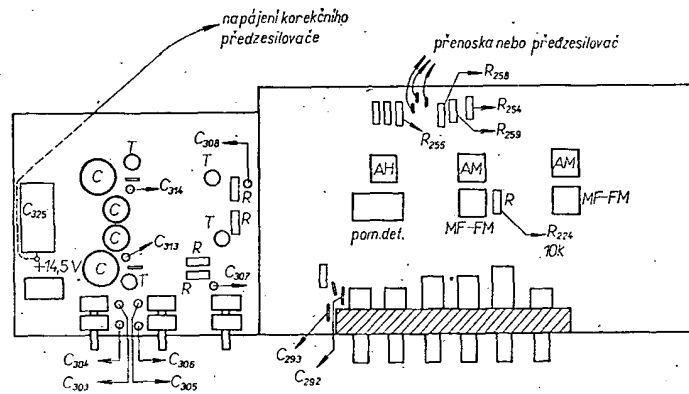 napájení korekčního
předzesilovače
přenoska nebo předzesilovač
R258
R254
R259
R255
C308
T
T
C
C314
R
AH
AM
AM
C325
C
R
R
MF-FM
T
pom.det.
MF-FM
C
R224
10k
C313
R
+14,5 V
C
T
R
C307
C304
C306
C293
C303
C305
C292